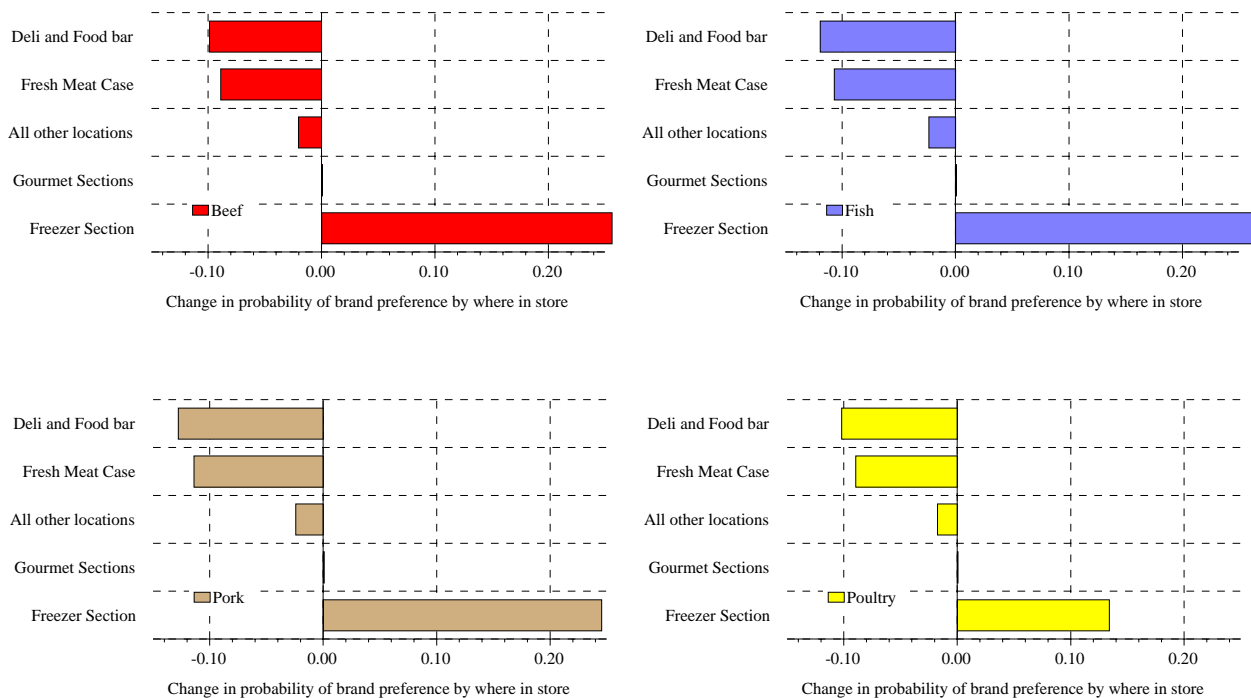 Deli and Food bar
Fresh Meat Case
All other locations
Gourmet Sections
Beef
Freezer Section
-0.10 0.00 0.10 0.20
Change in probability of brand preference by where in store
Deli and Food bar
Fresh Meat Case
All other locations
Gourmet Sections
Fish
Freezer Section
-0.10 0.00 0.10 0.20
Change in probability of brand preference by where in store
Deli and Food bar
Fresh Meat Case
All other locations
Gourmet Sections
Pork
Freezer Section
-0.10 0.00 0.10 0.20
Change in probability of brand preference by where in store
Deli and Food bar
Fresh Meat Case
All other locations
Gourmet Sections
Poultry
Freezer Section
-0.10 0.00 0.10 0.20
Change in probability of brand preference by where in store